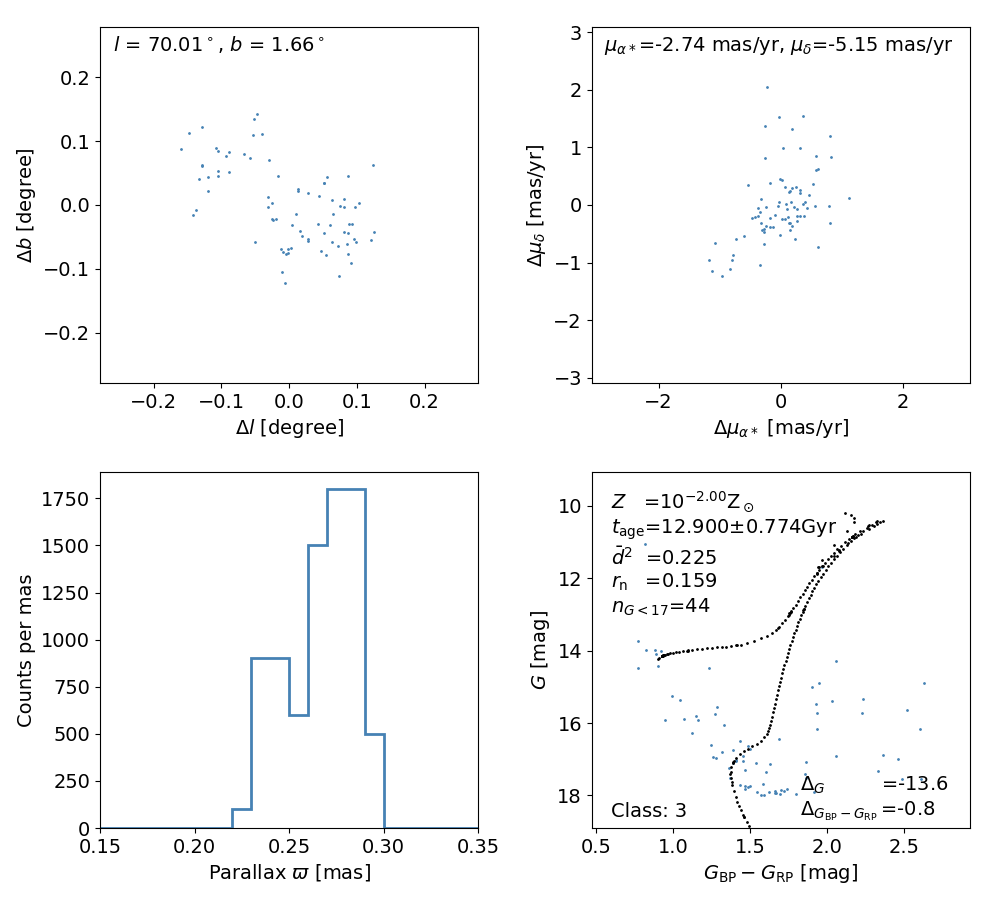 l = 70.01°, b = 1.66°
0.2
0.1
0.0
−0.1
−0.2
Δb [degree]
−0.2 −0.1 0.0 0.1 0.2
Δl [degree]
μα*=-2.74 mas/yr, μδ=-5.15 mas/yr
3
2
1
0
−1
−2
−3
Δμδ [mas/yr]
−2 0 2
Δμα* [mas/yr]
1750
1500
1250
1000
750
500
250
0
Counts per mas
0.15 0.20 0.25 0.30 0.35
Parallax ϖ [mas]
Z =10^−2.00 Z⊙
tage=12.900±0.774Gyr
d̄² =0.225
rn =0.159
nG<17=44
ΔG =-13.6
ΔGBP−GRP =-0.8
Class: 3
10
12
14
16
18
G [mag]
0.5 1.0 1.5 2.0 2.5
GBP − GRP [mag]